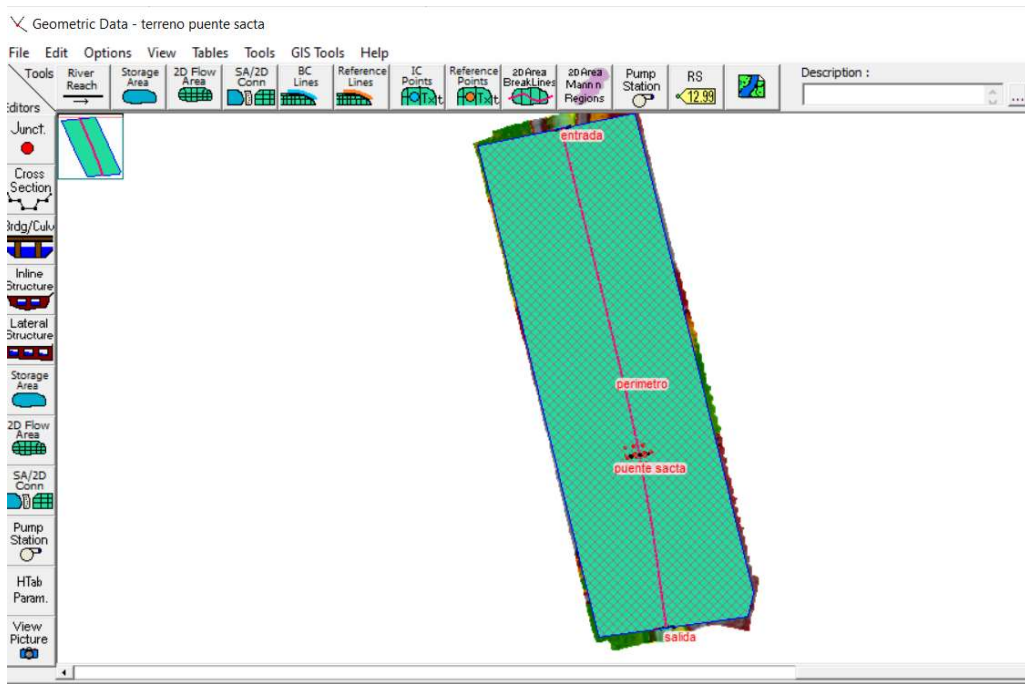 Geometric Data - terreno puente sacta
File Edit Options View Tables Tools GIS Tools Help
Tools
Editors
River
Reach
Storage
Area
2D Flow
Area
SA/2D
Conn
BC
Lines
Reference
Lines
IC
Points
Reference
Points
2D Area
BreakLines
2D Area
Mann n
Regions
Pump
Station
RS
12.99
Description :
...
Junct.
Cross
Section
Brdg/Culv
Inline
Structure
Lateral
Structure
Storage
Area
2D Flow
Area
SA/2D
Conn
Pump
Station
HTab
Param.
View
Picture
entrada
perimetro
puente sacta
salida